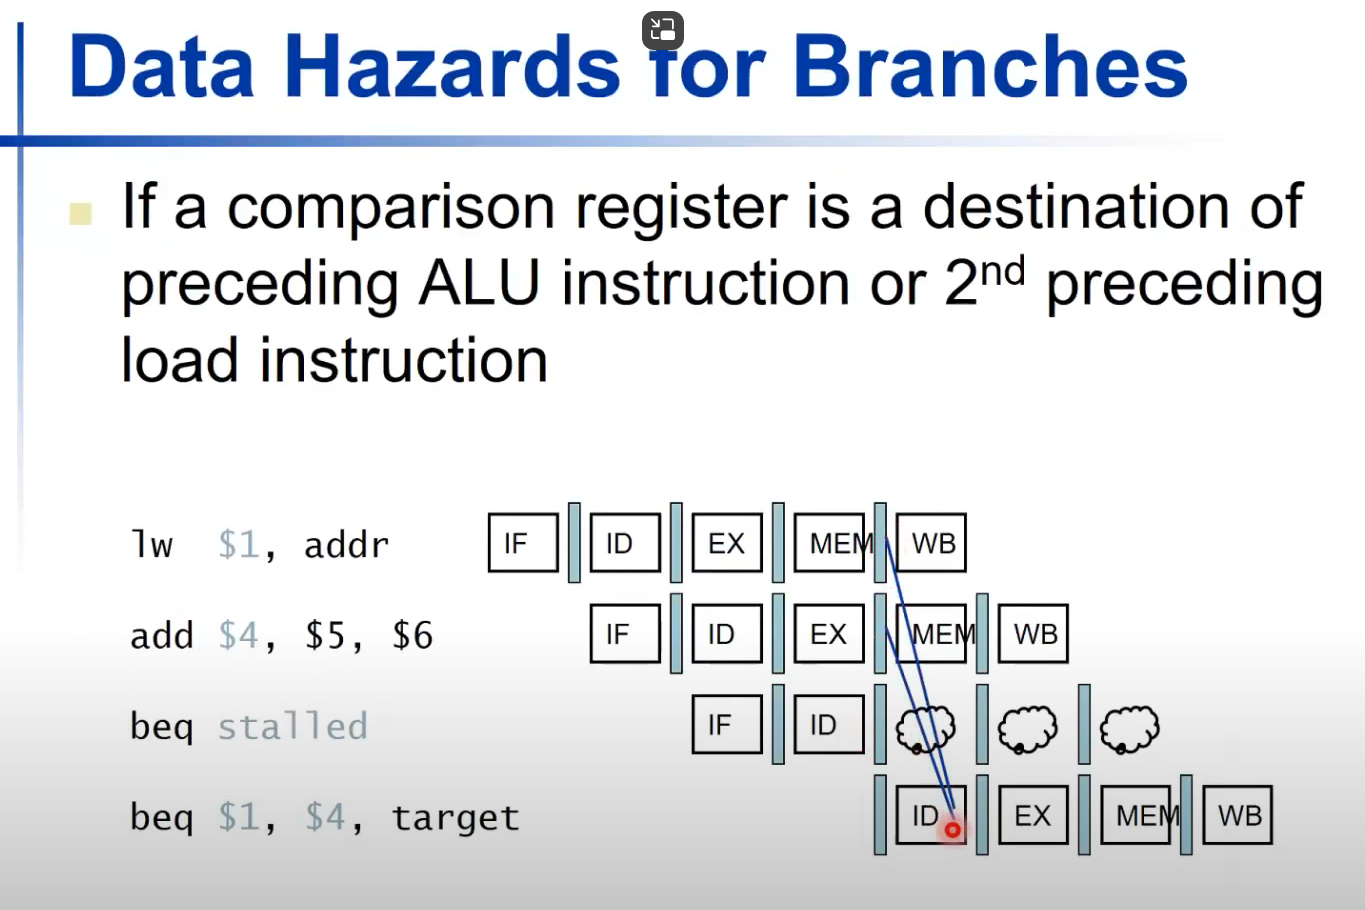 Data Hazards for Branches
If a comparison register is a destination of
preceding ALU instruction or 2nd preceding
load instruction
lw $1, addr IF ID EX MEM WB
add $4, $5, $6 IF ID EX MEM WB
beq stalled IF ID
beq $1, $4, target ID EX MEM WB